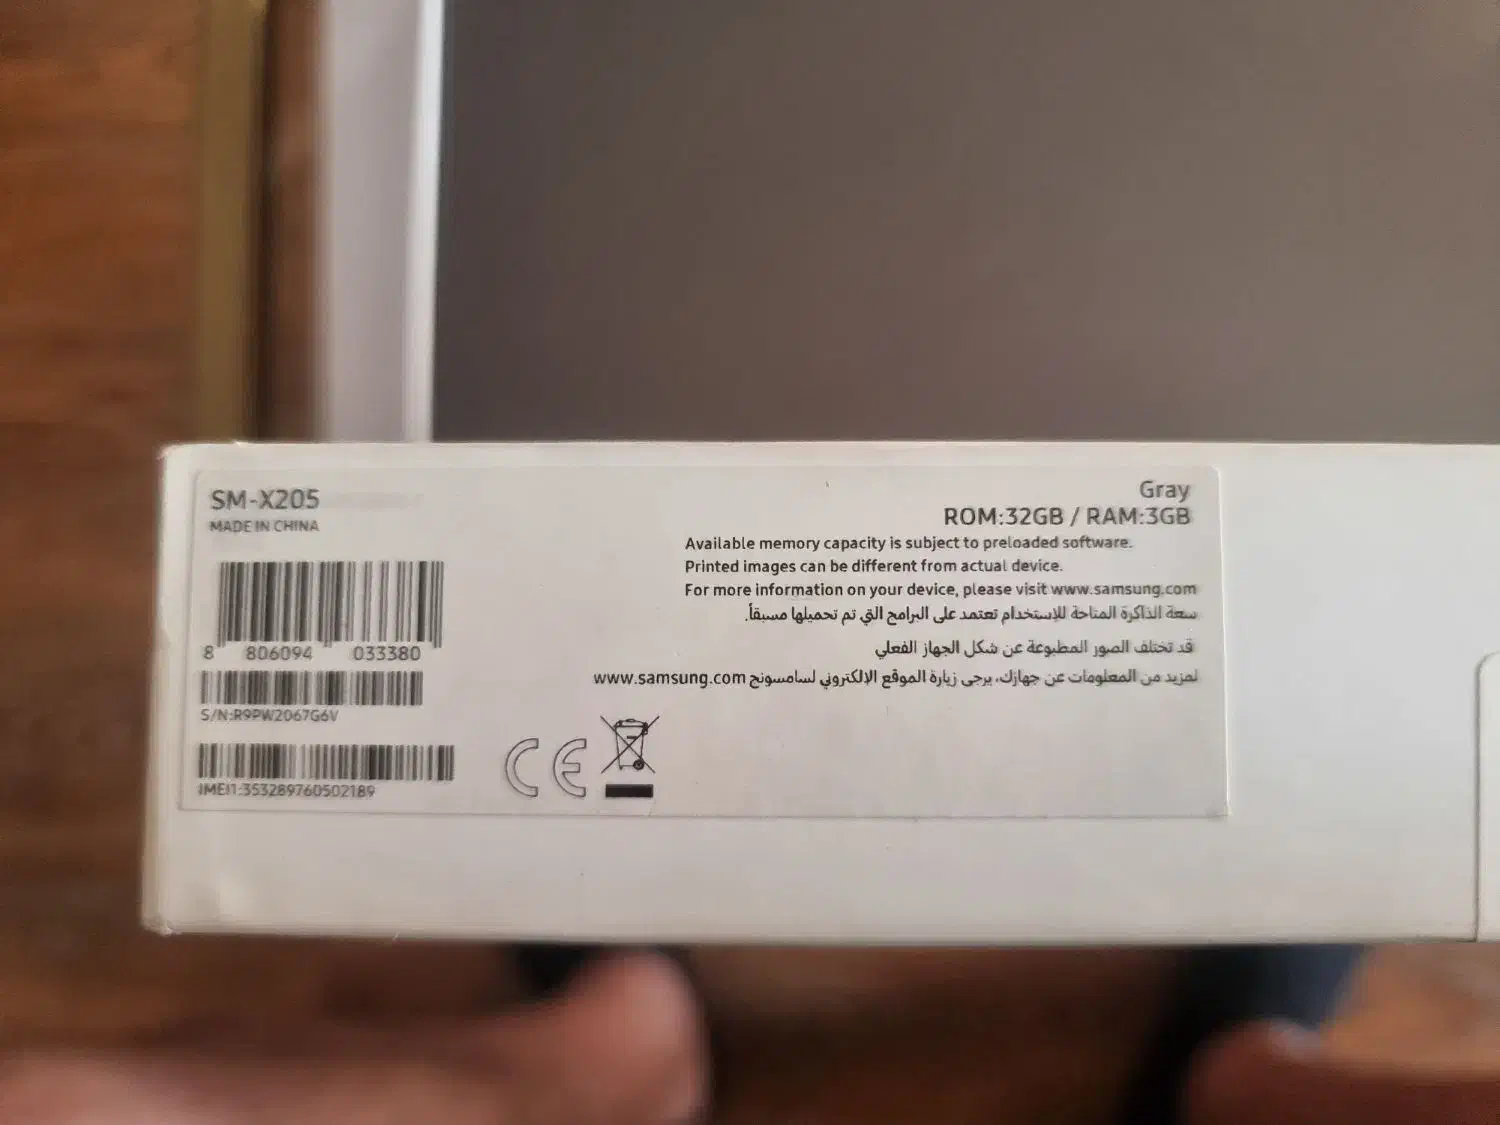 SM-X205
MADE IN CHINA
8 806094 033380
S/N:R9PW2067G6V
IMEI1:353289760502189
Gray
ROM:32GB / RAM:3GB
Available memory capacity is subject to preloaded software.
Printed images can be different from actual device.
For more information on your device, please visit www.samsung.com
سعة الذاكرة المتاحة للإستخدام تعتمد على البرامج التي تم تحميلها مسبقاً.
قد تختلف الصور المطبوعة عن شكل الجهاز الفعلي
لمزيد من المعلومات عن جهازك، يرجى زيارة الموقع الإلكتروني لسامسونج www.samsung.com
CE